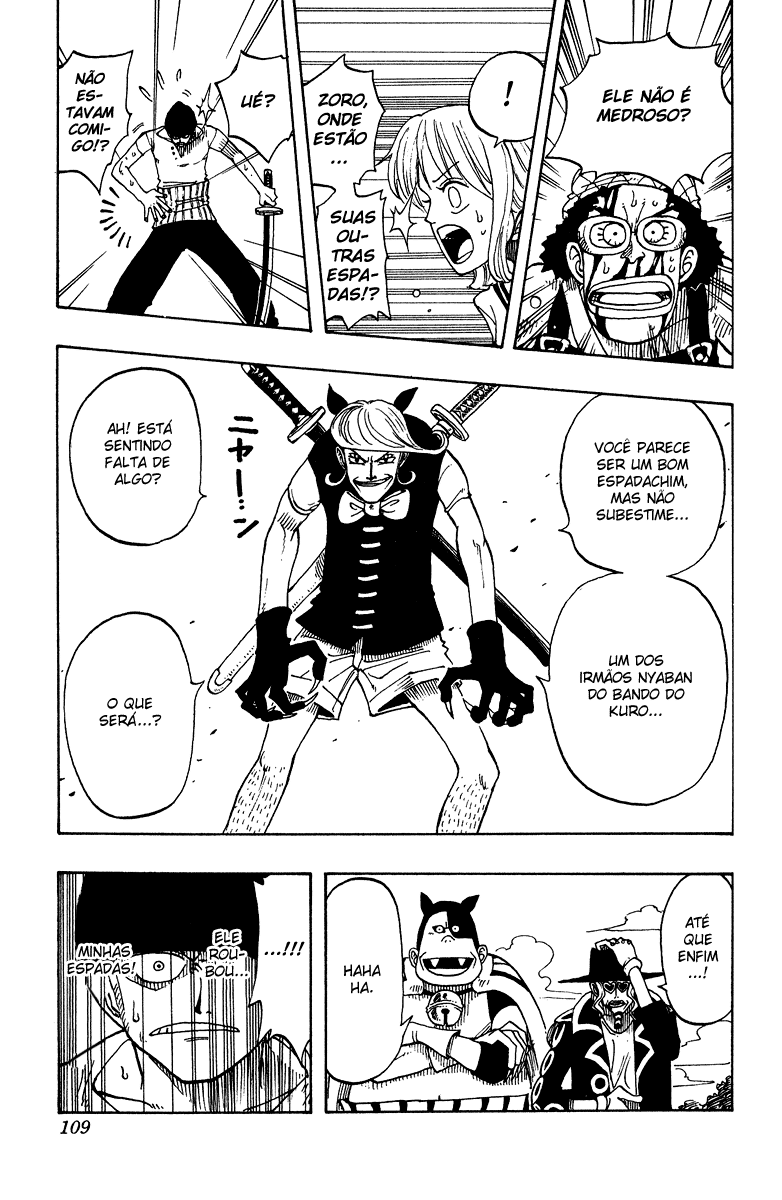 ELE NÃO É
MEDROSO?
!
ZORO,
ONDE
ESTÃO
...
SUAS
OU-
TRAS
ESPA-
DAS!?
UÉ?
NÃO
ES-
TAVAM
COMI-
GO!?
VOCÊ PARECE
SER UM BOM
ESPADACHIM,
MAS NÃO
SUBESTIME...
UM DOS
IRMÃOS NYABAN
DO BANDO DO
KURO...
ニャーン
AH! ESTÁ
SENTINDO
FALTA DE
ALGO?
O QUE
SERÁ...?
ATÉ
QUE
ENFIM
...!
HAHA
HA.
...!!!
ELE
ROU-
BOU...
MINHAS
ESPADAS!
109